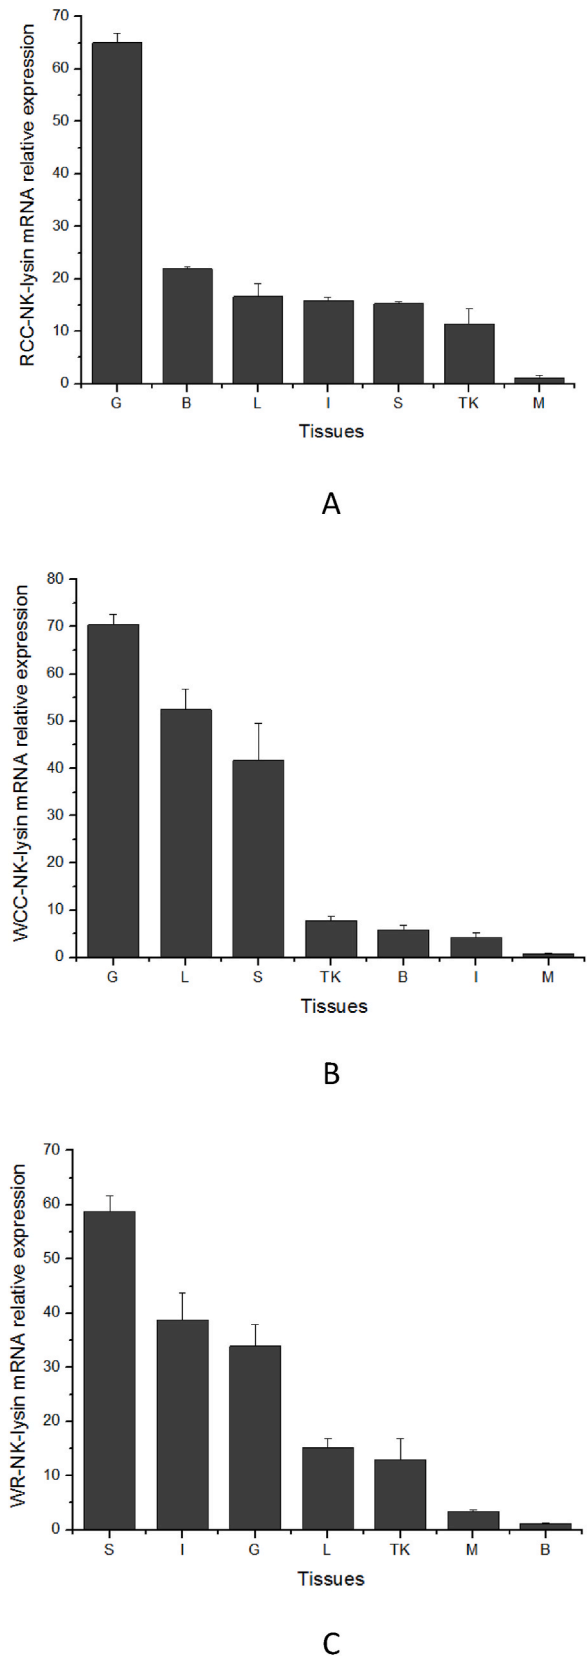 RCC-NK-lysin mRNA relative expression
70
60
50
40
30
20
10
0
G B L I S TK M
Tissues
A
WCC-NK-lysin mRNA relative expression
80
70
60
50
40
30
20
10
0
G L S TK B I M
Tissues
B
WR-NK-lysin mRNA relative expression
70
60
50
40
30
20
10
0
S I G L TK M B
Tissues
C